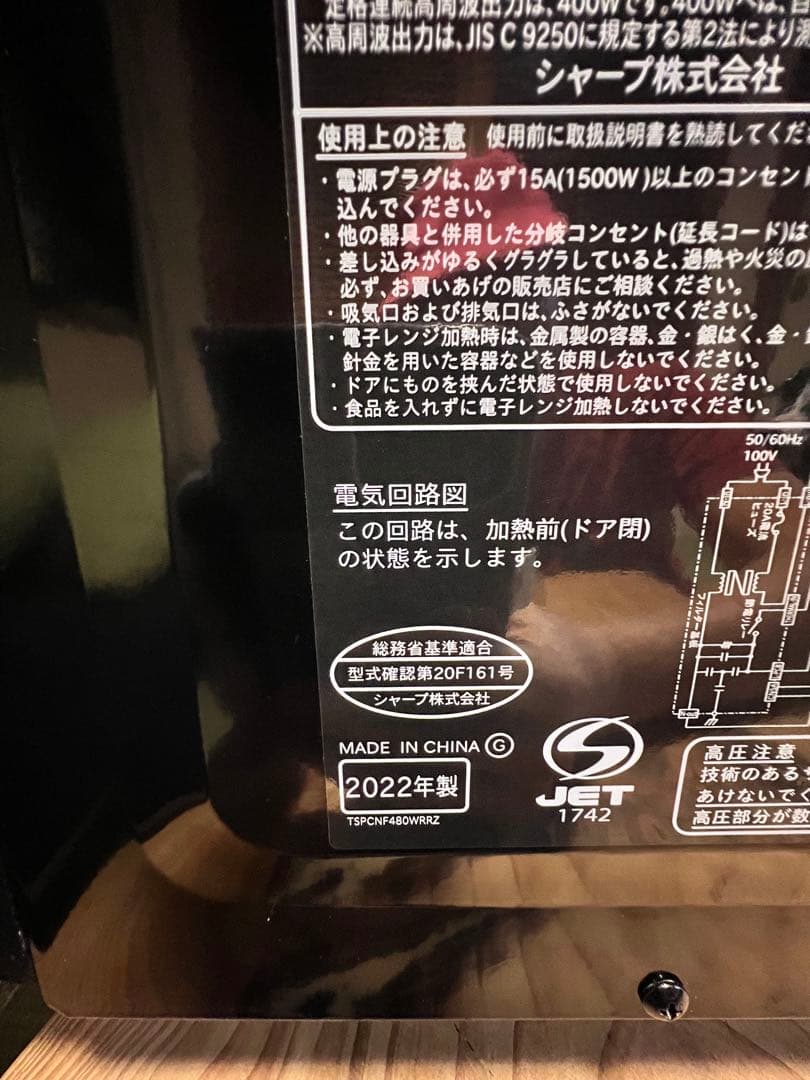 定格連続高周波出力は、400Wです。400Wへは、自
※高周波出力は、JIS C 9250に規定する第2法により
シャープ株式会社
使用上の注意 使用前に取扱説明書を熟読してくだ
・電源プラグは、必ず15A(1500W)以上のコンセント
込んでください。
・他の器具と併用した分岐コンセント(延長コード)は
・差し込みがゆるくグラグラしていると、過熱や火災の
必ず、お買いあげの販売店にご相談ください。
・吸気口および排気口は、ふさがないでください。
・電子レンジ加熱時は、金属製の容器、金・銀はく、金・
針金を用いた容器などを使用しないでください。
・ドアにものを挟んだ状態で使用しないでください。
・食品を入れずに電子レンジ加熱しないでください。
50/60Hz
100V
電気回路図
この回路は、加熱前(ドア閉)
の状態を示します。
20A電流
ヒューズ
フィルター基板
総務省基準適合
型式確認第20F161号
シャープ株式会社
MADE IN CHINA G
2022年製
TSPCNF480WRRZ
JET
1742
高圧注意
技術のある
あけないでく
高圧部分が数